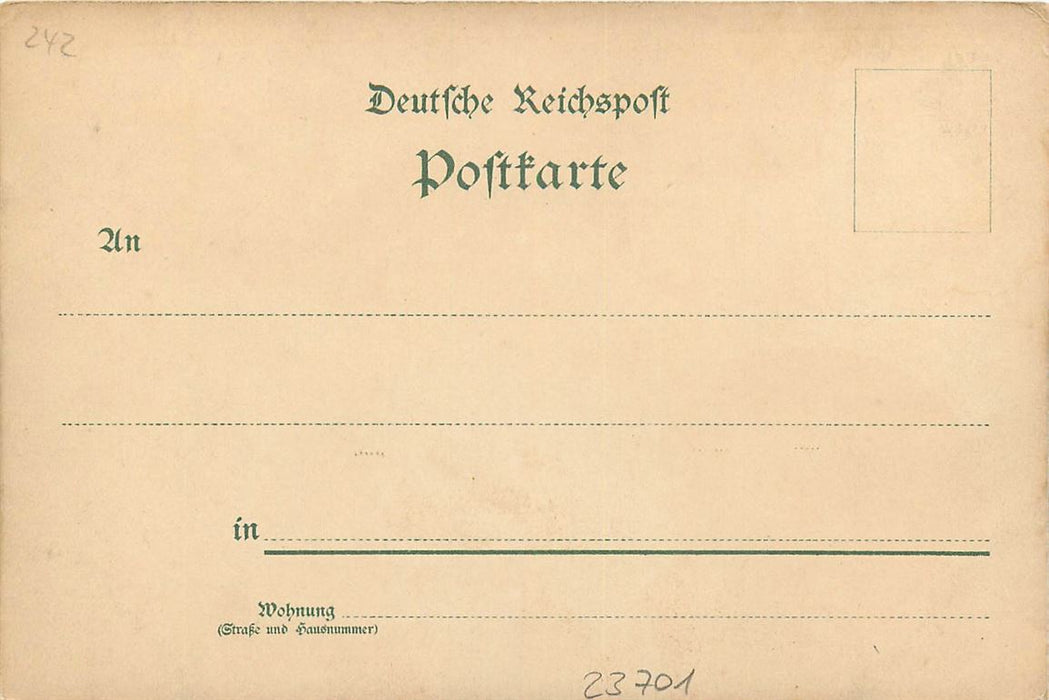 242
Deutſche Reichspoſt
Poſtkarte
An
in
Wohnung
(Straße und Hausnummer)
23701